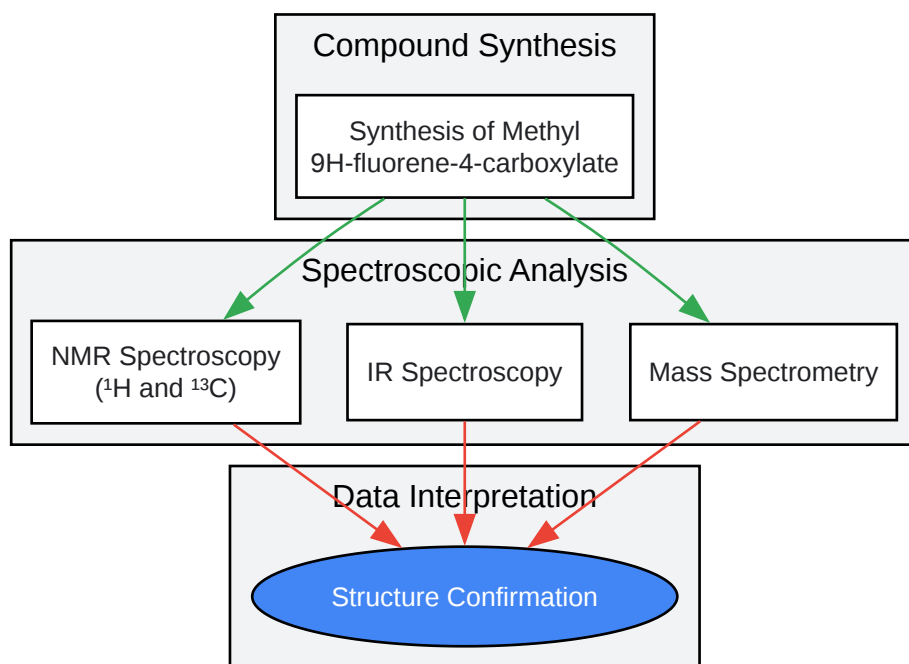 Compound Synthesis
Synthesis of Methyl
9H-fluorene-4-carboxylate
Spectroscopic Analysis
NMR Spectroscopy
(¹H and ¹³C)
IR Spectroscopy
Mass Spectrometry
Data Interpretation
Structure Confirmation